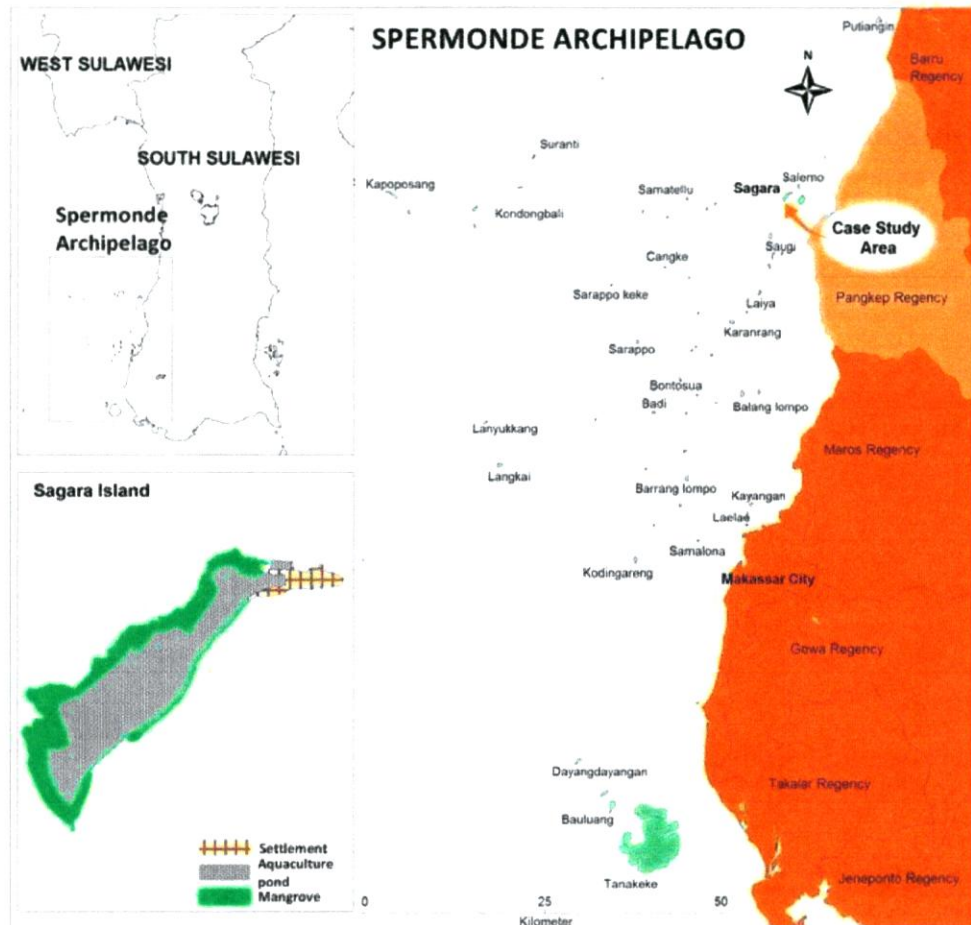 WEST SULAWESI
SOUTH SULAWESI
Spermonde
Archipelago
Sagara Island
Settlement
Aquaculture
pond
Mangrove
SPERMONDE ARCHIPELAGO
N
Putiangin
Barru
Regency
Suranti
Kapoposang
Kondongbali
Samatellu
Sagara
Salemo
Case Study
Area
Saugi
Cangke
Sarappo keke
Laiya
Pangkep Regency
Karanrang
Sarappo
Bontosua
Badi
Balang lompo
Lanyukkang
Maros Regency
Langkai
Barrang lompo
Kayangan
Laelae
Samalona
Kodingareng
Makassar City
Gowa Regency
Dayangdayangan
Takalar Regency
Bauluang
Tanakeke
Jeneponto Regency
0 25 50
Kilometer